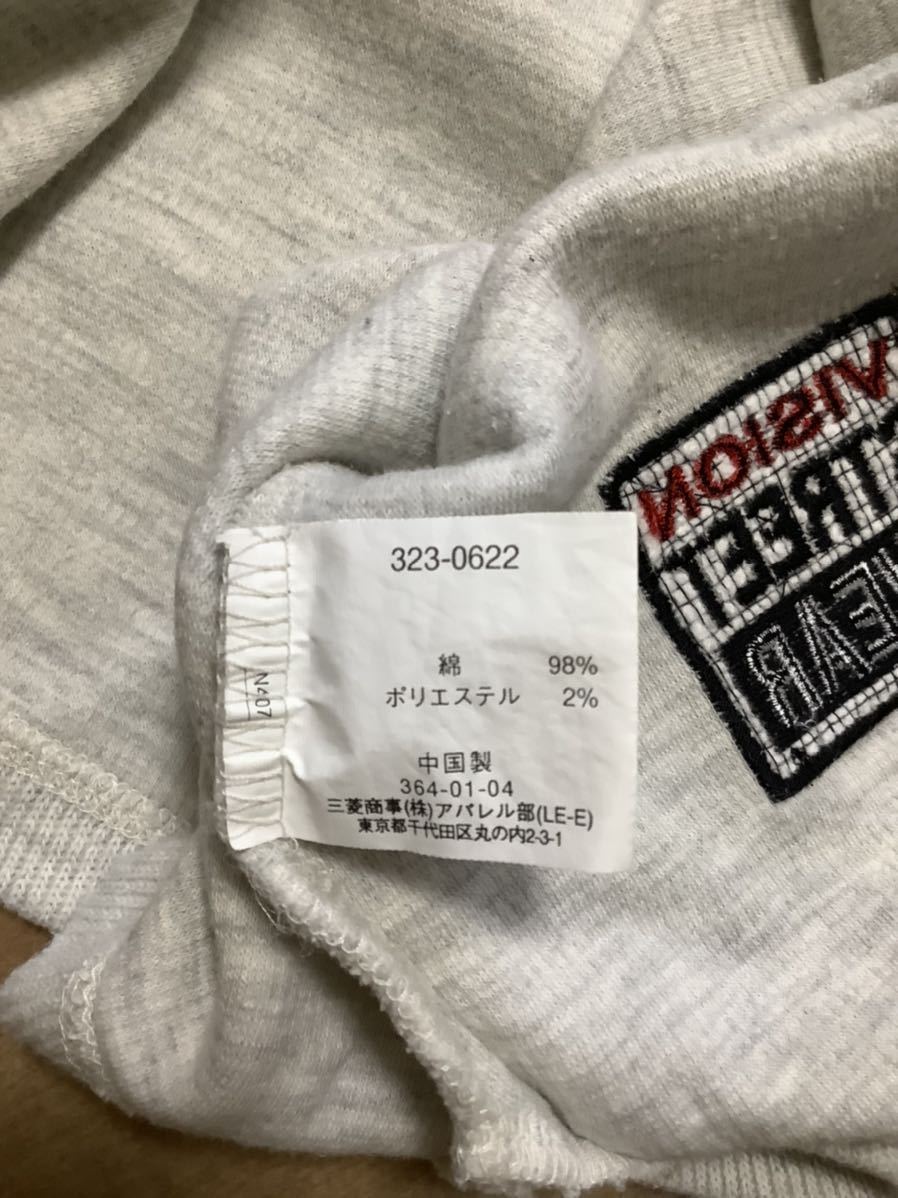 323-0622
綿 98%
ポリエステル 2%
中国製
364-01-04
三菱商事(株)アパレル部(LE-E)
東京都千代田区丸の内2-3-1
VISION
STREET
WEAR